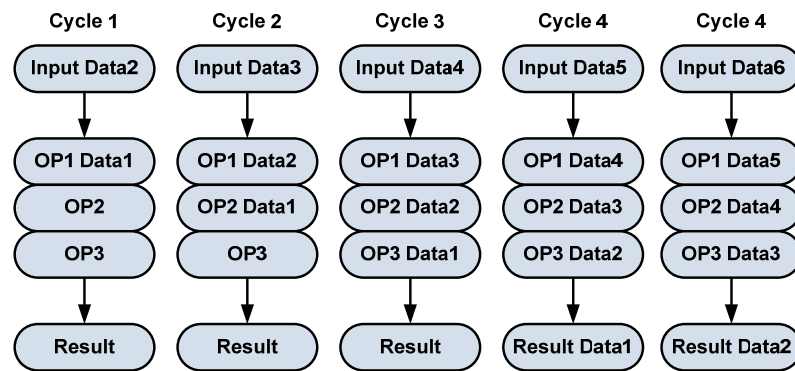 Cycle 1
Cycle 2
Cycle 3
Cycle 4
Cycle 4
Input Data2
Input Data3
Input Data4
Input Data5
Input Data6
OP1 Data1
OP1 Data2
OP1 Data3
OP1 Data4
OP1 Data5
OP2
OP2 Data1
OP2 Data2
OP2 Data3
OP2 Data4
OP3
OP3
OP3 Data1
OP3 Data2
OP3 Data3
Result
Result
Result
Result Data1
Result Data2